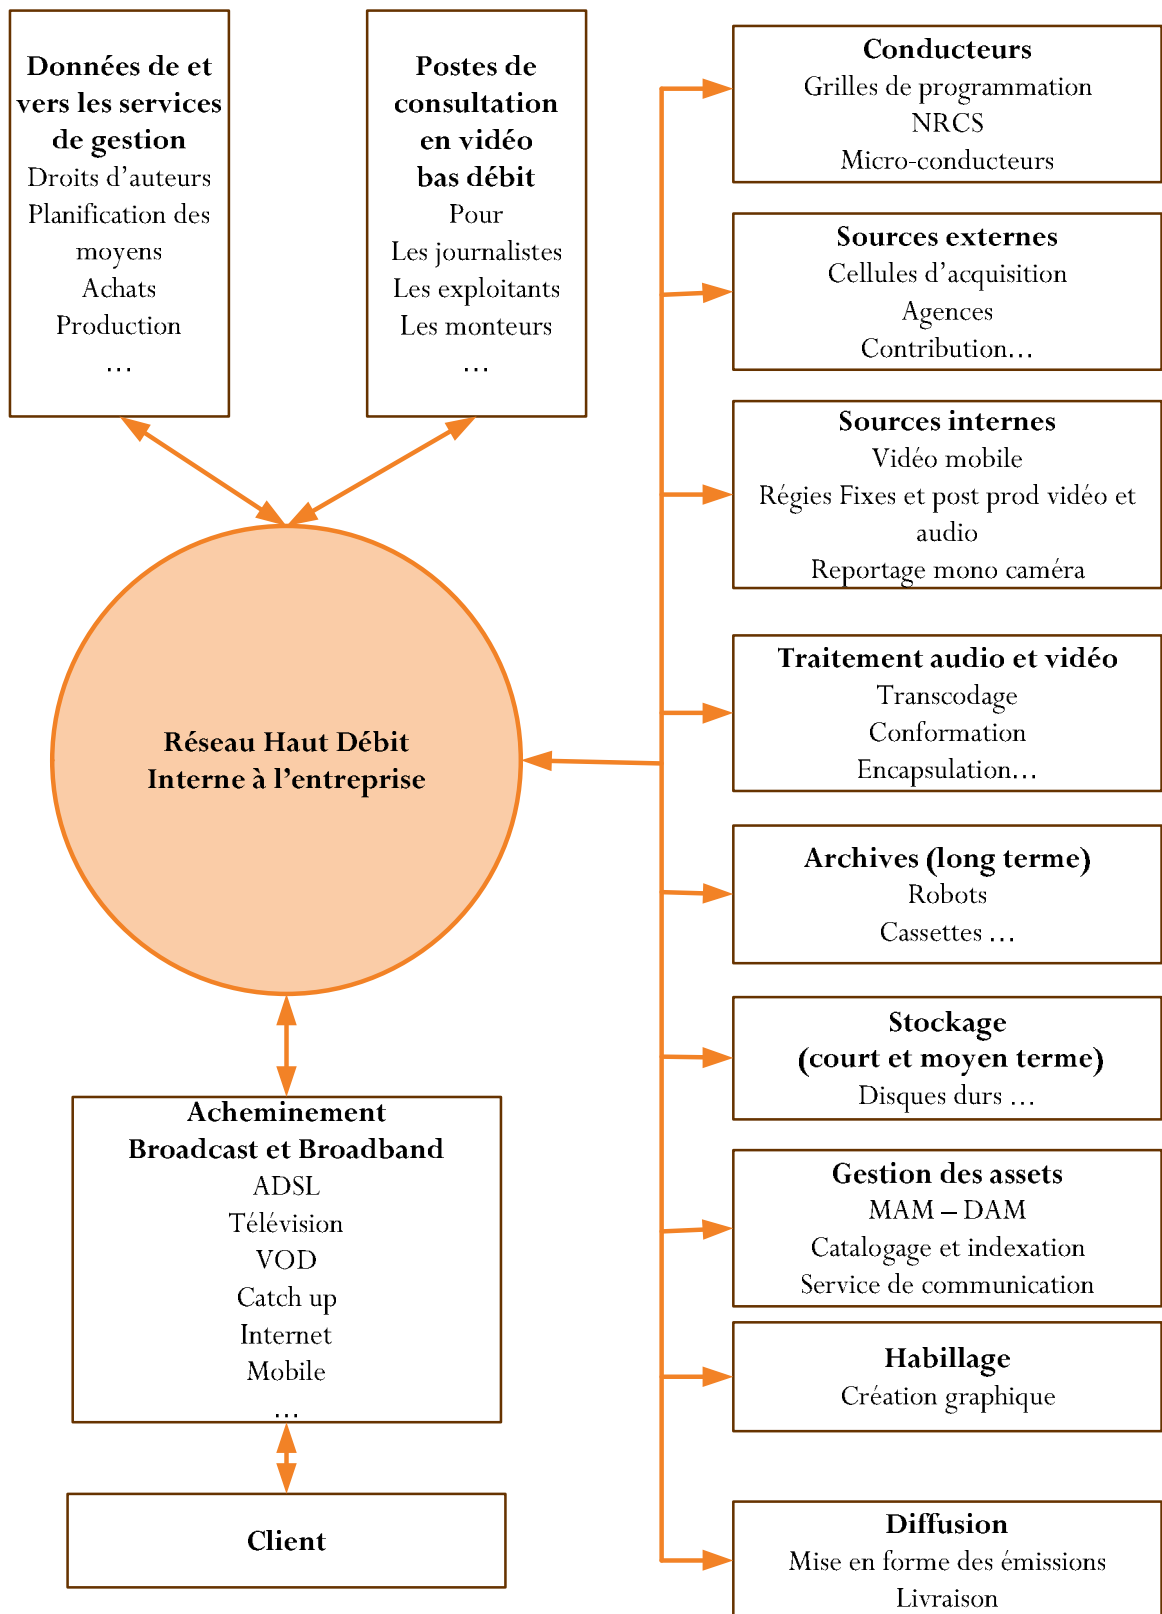 Données de et
vers les services
de gestion
Droits d’auteurs
Planification des
moyens
Achats
Production
…
Postes de
consultation
en vidéo
bas débit
Pour
Les journalistes
Les exploitants
Les monteurs
…
Réseau Haut Débit
Interne à l’entreprise
Acheminement
Broadcast et Broadband
ADSL
Télévision
VOD
Catch up
Internet
Mobile
…
Client
Conducteurs
Grilles de programmation
NRCS
Micro-conducteurs
Sources externes
Cellules d’acquisition
Agences
Contribution…
Sources internes
Vidéo mobile
Régies Fixes et post prod vidéo et
audio
Reportage mono caméra
Traitement audio et vidéo
Transcodage
Conformation
Encapsulation…
Archives (long terme)
Robots
Cassettes …
Stockage
(court et moyen terme)
Disques durs …
Gestion des assets
MAM – DAM
Catalogage et indexation
Service de communication
Habillage
Création graphique
Diffusion
Mise en forme des émissions
Livraison